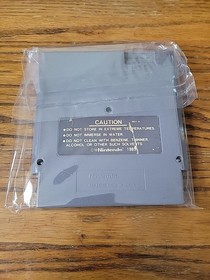 CAUTION
•DO NOT STORE IN EXTREME TEMPERATURES.
•DO NOT IMMERSE IN WATER.
•DO NOT CLEAN WITH BENZENE, THINNER,
ALCOHOL OR OTHER SUCH SOLVENTS.
©Nintendo 1985